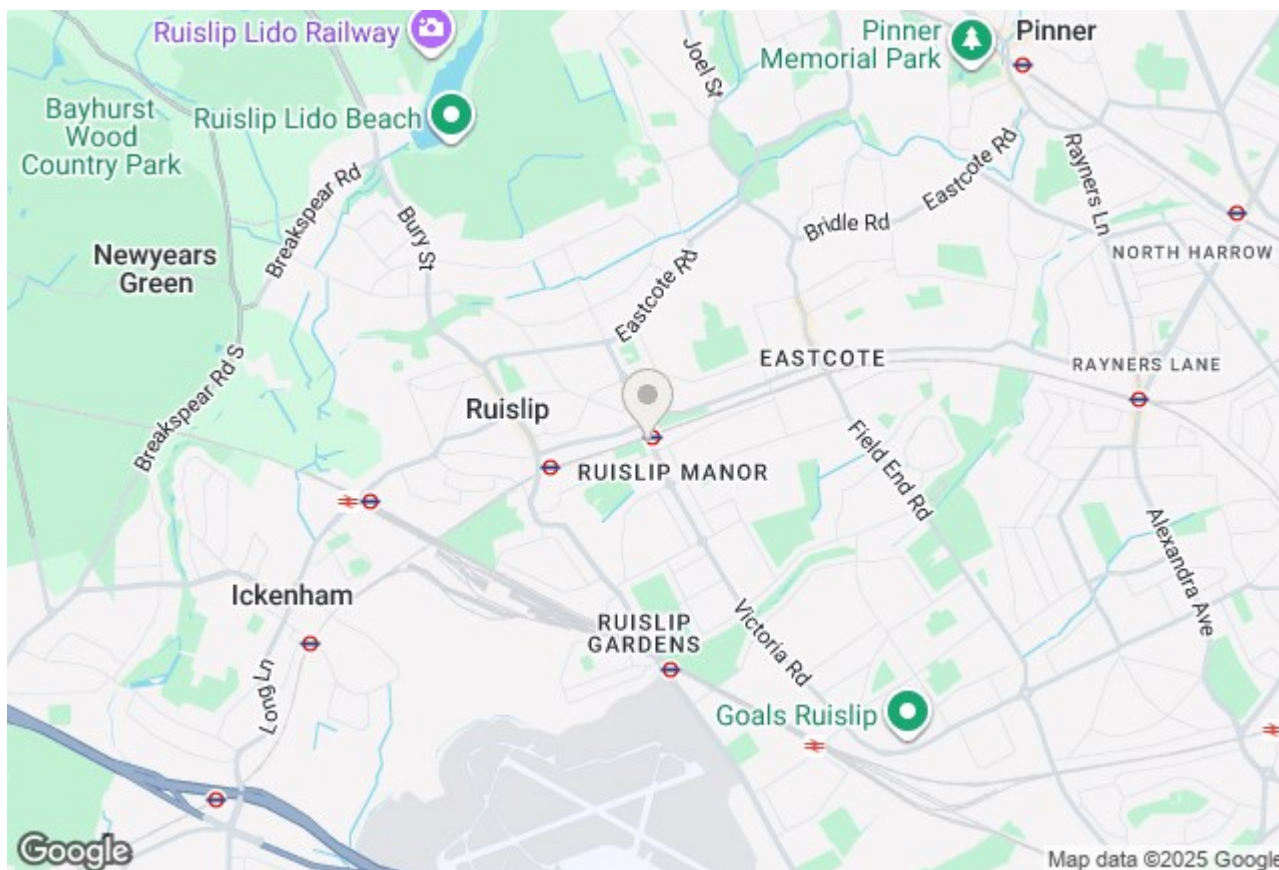 Ruislip Lido Railway
Pinner
Memorial Park
Pinner
Joel St
Bayhurst
Wood
Country Park
Ruislip Lido Beach
Eastcote Rd
Rayners Ln
Breakspear Rd
Bury St
Bridle Rd
Newyears
Green
NORTH HARROW
Eastcote Rd
EASTCOTE
RAYNERS LANE
Breakspear Rd S
Ruislip
RUISLIP MANOR
Field End Rd
Alexandra Ave
Ickenham
RUISLIP
GARDENS
Victoria Rd
Long Ln
Goals Ruislip
Google
Map data ©2025 Google